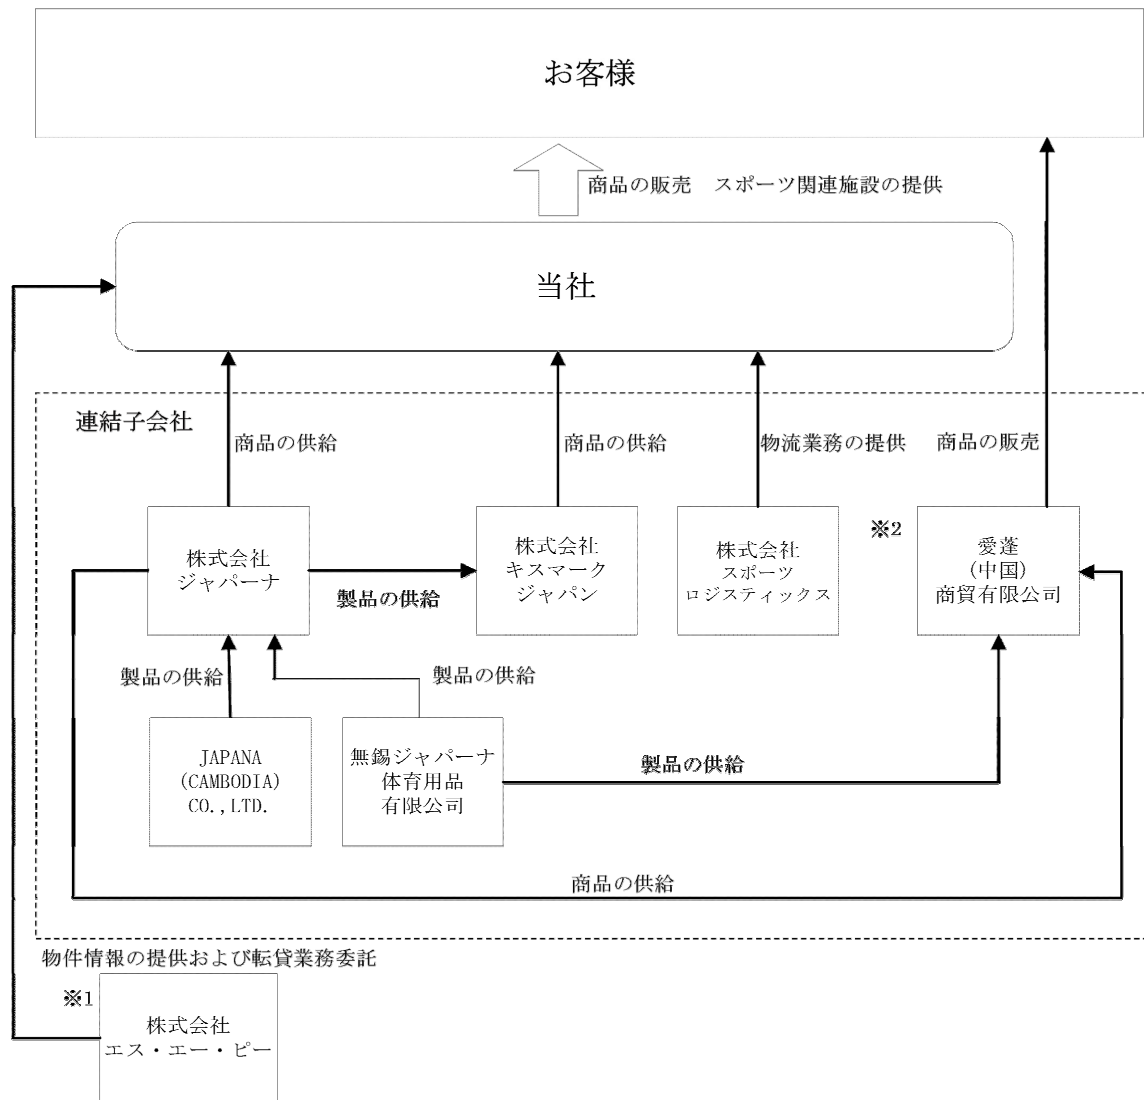 お客様
商品の販売　スポーツ関連施設の提供
当社
連結子会社
商品の供給
商品の供給
物流業務の提供
商品の販売
株式会社
ジャパーナ
製品の供給
株式会社
キスマーク
ジャパン
株式会社
スポーツ
ロジスティックス
※2
愛蓬
(中国)
商貿有限公司
製品の供給
製品の供給
JAPANA
(CAMBODIA)
CO.,LTD.
無錫ジャパーナ
体育用品
有限公司
製品の供給
商品の供給
物件情報の提供および転貸業務委託
※1
株式会社
エス・エー・ピー